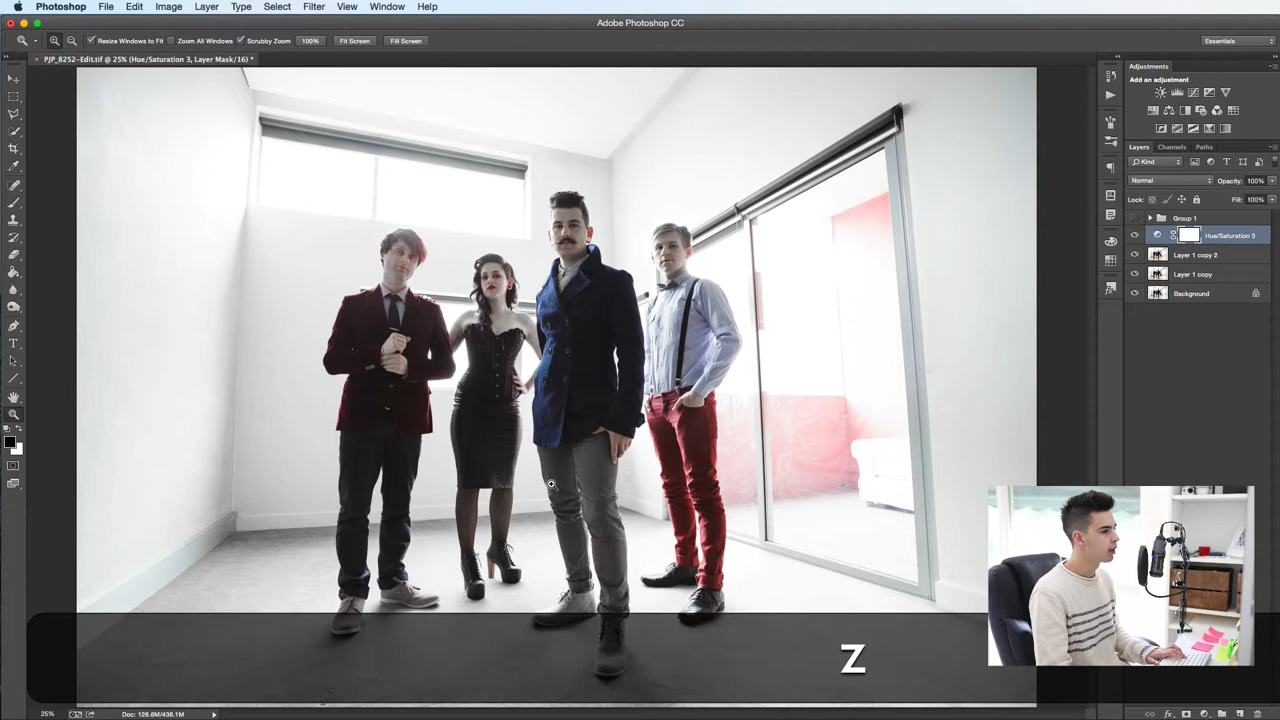 Photoshop File Edit Image Layer Type Select Filter View Window Help
Adobe Photoshop CC
Resize Windows to Fit Zoom All Windows Scrubby Zoom 100% Fit Screen Fill Screen Essentials
PJP_8252-Edit.tif @ 25% (Hue/Saturation 3, Layer Mask/16) *
Adjustments
Add an adjustment
Layers Channels Paths
Kind
Normal Opacity: 100%
Lock: Fill: 100%
Group 1
Hue/Saturation 3
Layer 1 copy 2
Layer 1 copy
Background
Z
25% Doc: 126.6M/436.1M